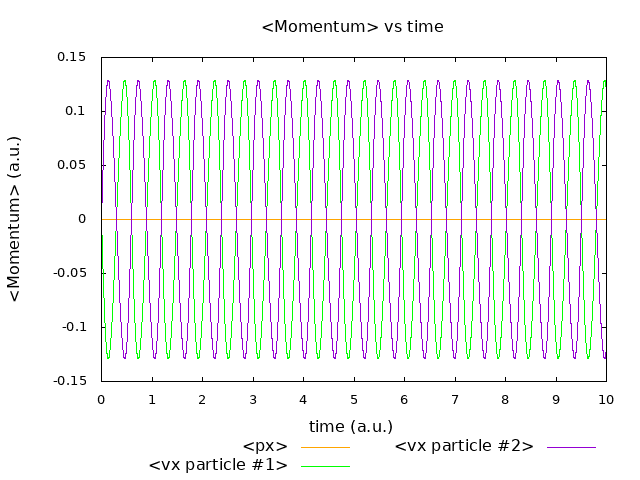 <Momentum> vs time
0.15
0.1
0.05
0
-0.05
-0.1
-0.15
<Momentum> (a.u.)
0 1 2 3 4 5 6 7 8 9 10
time (a.u.)
<px> <vx particle #2>
<vx particle #1>